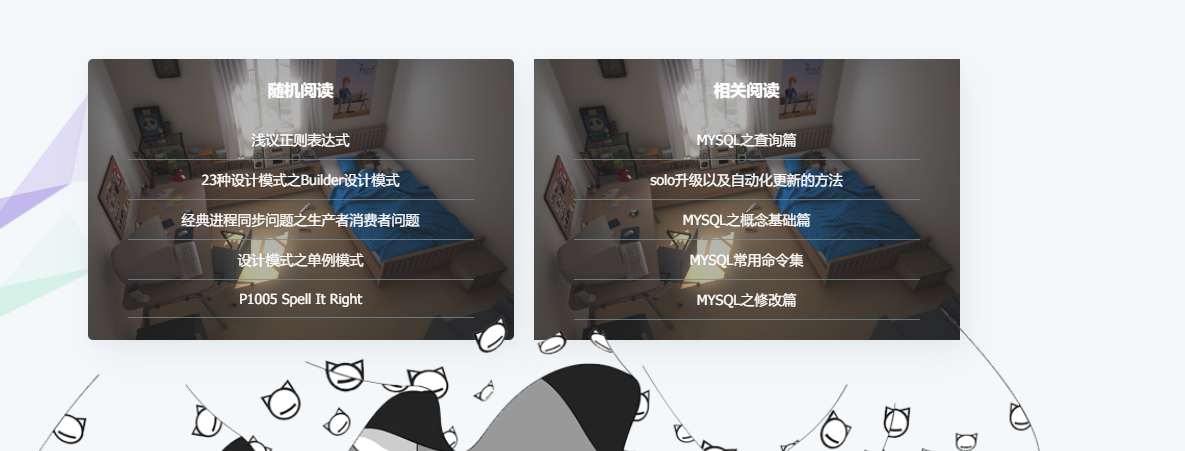 随机阅读
浅议正则表达式
23种设计模式之Builder设计模式
经典进程同步问题之生产者消费者问题
设计模式之单例模式
P1005 Spell It Right
相关阅读
MYSQL之查询篇
solo升级以及自动化更新的方法
MYSQL之概念基础篇
MYSQL常用命令集
MYSQL之修改篇